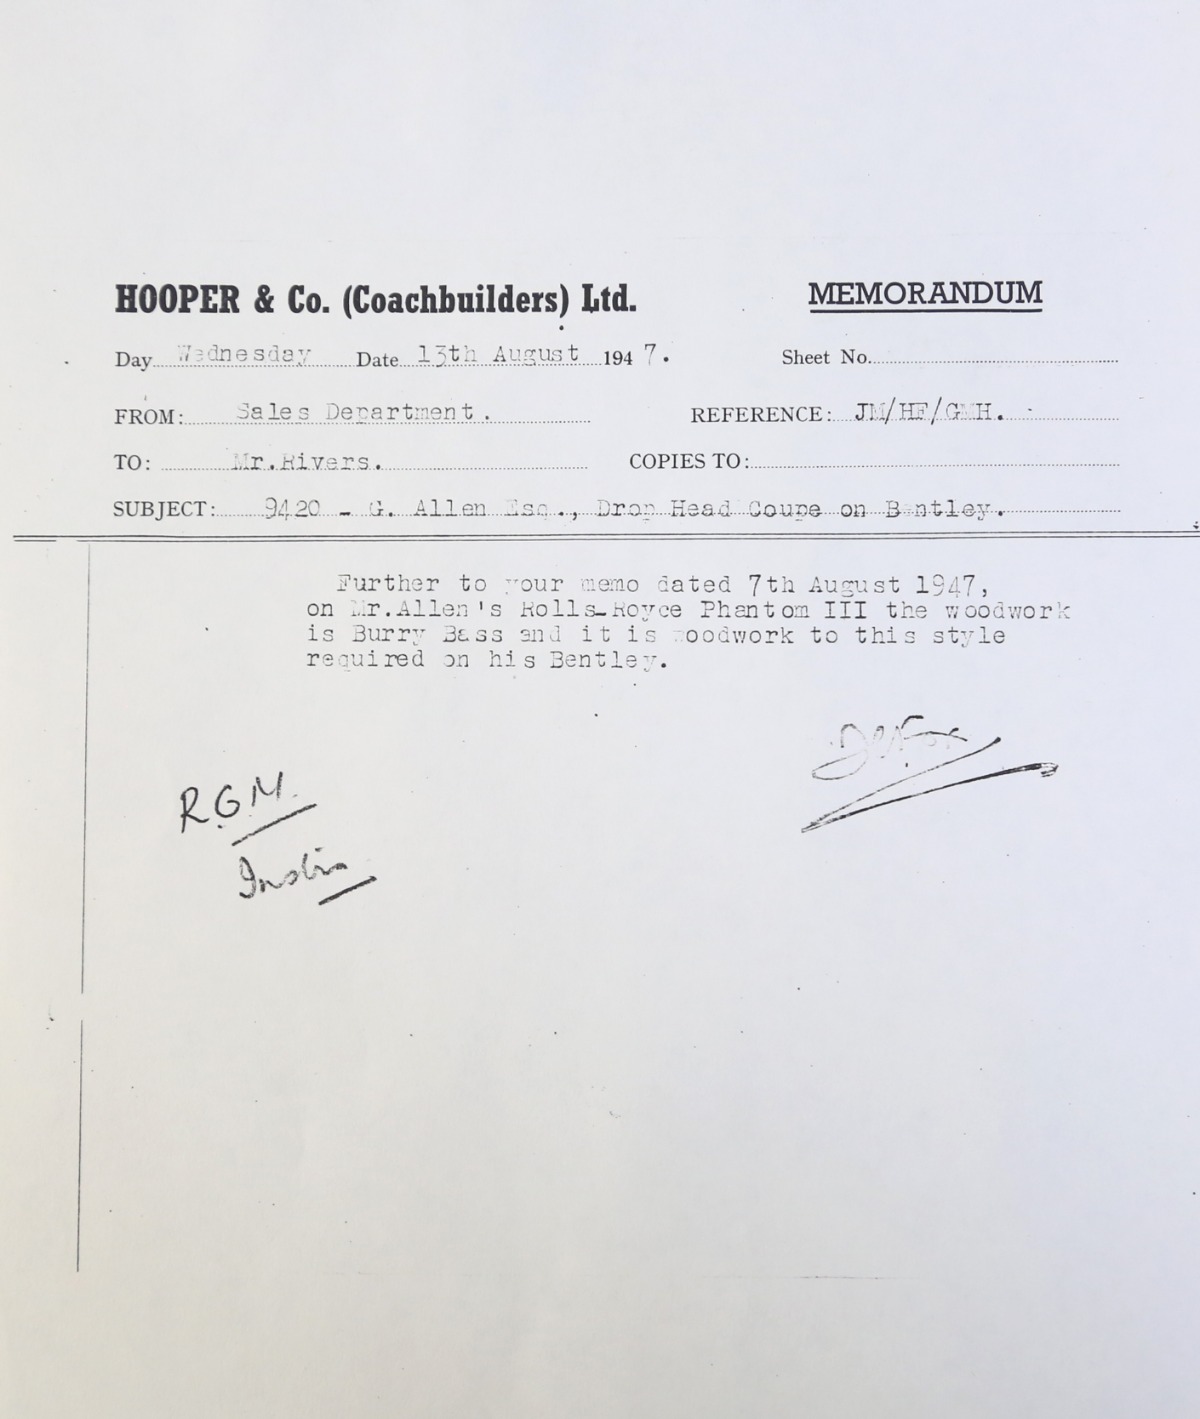 HOOPER & Co. (Coachbuilders) Ltd. MEMORANDUM
Day Wednesday Date 13th August 1947. Sheet No.
FROM: Sales Department. REFERENCE: JM/HF/GMH.
TO: Mr.Rivers. COPIES TO:
SUBJECT: 9420 - G. Allen Esq., Drop Head Coupe on Bentley.
Further to your memo dated 7th August 1947,
on Mr.Allen's Rolls-Royce Phantom III the woodwork
is Burry Bass and it is woodwork to this style
required on his Bentley.
R.G.M.